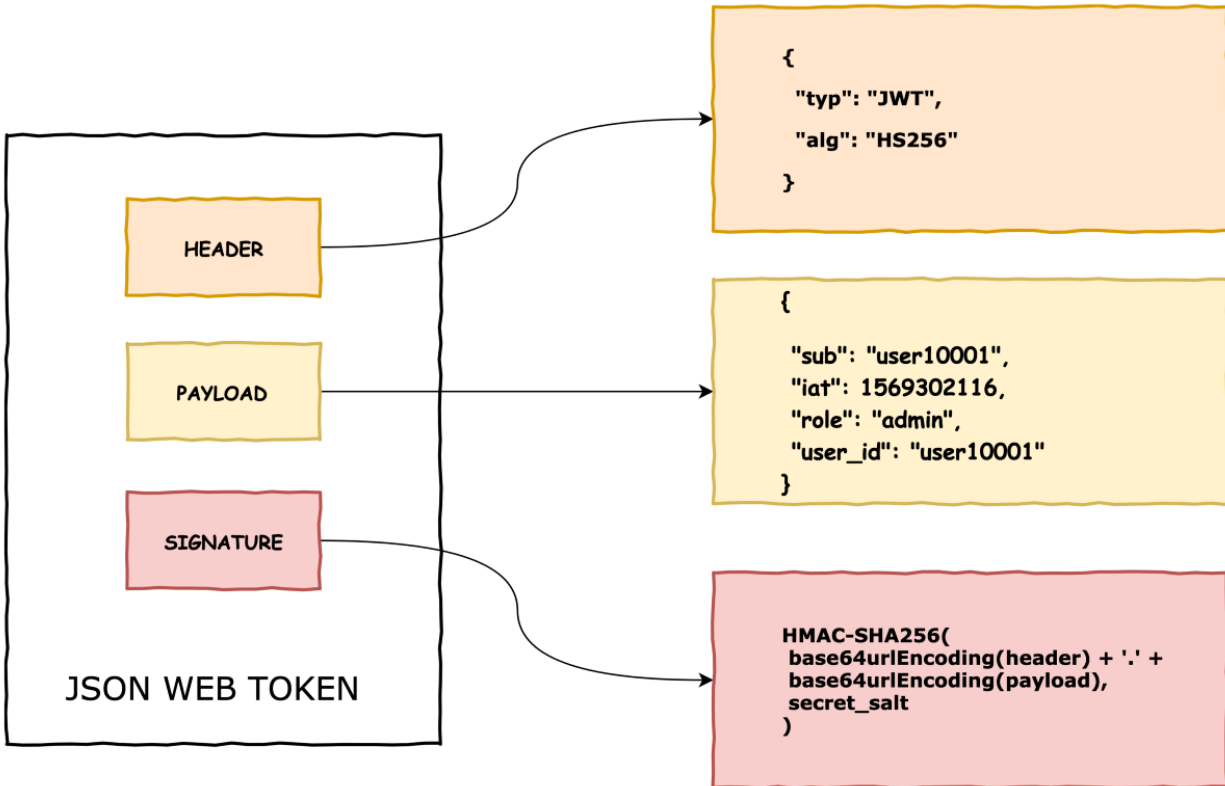 HEADER
PAYLOAD
SIGNATURE
JSON WEB TOKEN
{
"typ": "JWT",
"alg": "HS256"
}
{
"sub": "user10001",
"iat": 1569302116,
"role": "admin",
"user_id": "user10001"
}
HMAC-SHA256(
base64urlEncoding(header) + '.' +
base64urlEncoding(payload),
secret_salt
)